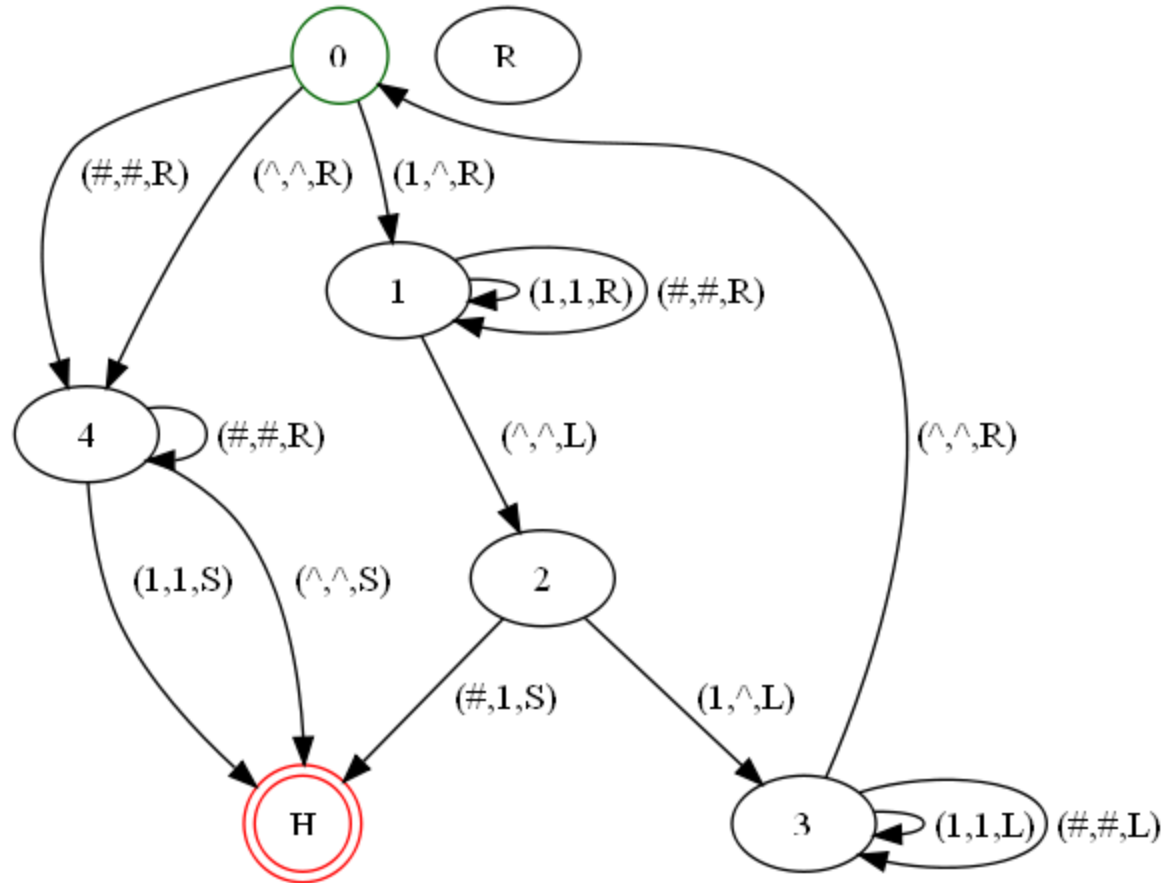 0 R
(#,#,R) (^,^,R) (1,^,R)
1 (1,1,R) (#,#,R)
4 (#,#,R) (^,^,L) (^,^,R)
(1,1,S) (^,^,S) 2
(#,1,S) (1,^,L)
H 3 (1,1,L) (#,#,L)